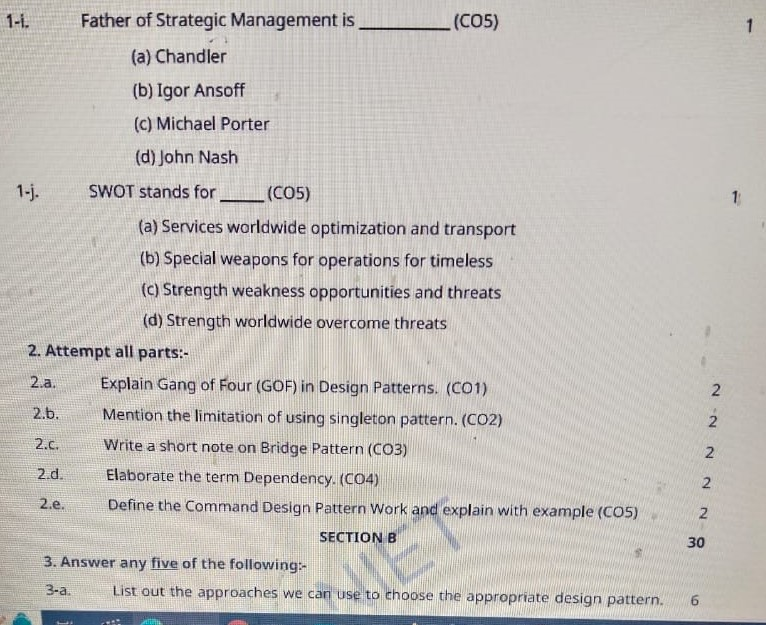 1-i. Father of Strategic Management is __________ (CO5) 1
(a) Chandler
(b) Igor Ansoff
(c) Michael Porter
(d) John Nash
1-j. SWOT stands for _____ (CO5) 1
(a) Services worldwide optimization and transport
(b) Special weapons for operations for timeless
(c) Strength weakness opportunities and threats
(d) Strength worldwide overcome threats
2. Attempt all parts:-
2.a. Explain Gang of Four (GOF) in Design Patterns. (CO1) 2
2.b. Mention the limitation of using singleton pattern. (CO2) 2
2.c. Write a short note on Bridge Pattern (CO3) 2
2.d. Elaborate the term Dependency. (CO4) 2
2.e. Define the Command Design Pattern Work and explain with example (CO5) 2
SECTION B 30
3. Answer any five of the following:-
3-a. List out the approaches we can use to choose the appropriate design pattern. 6
NIET